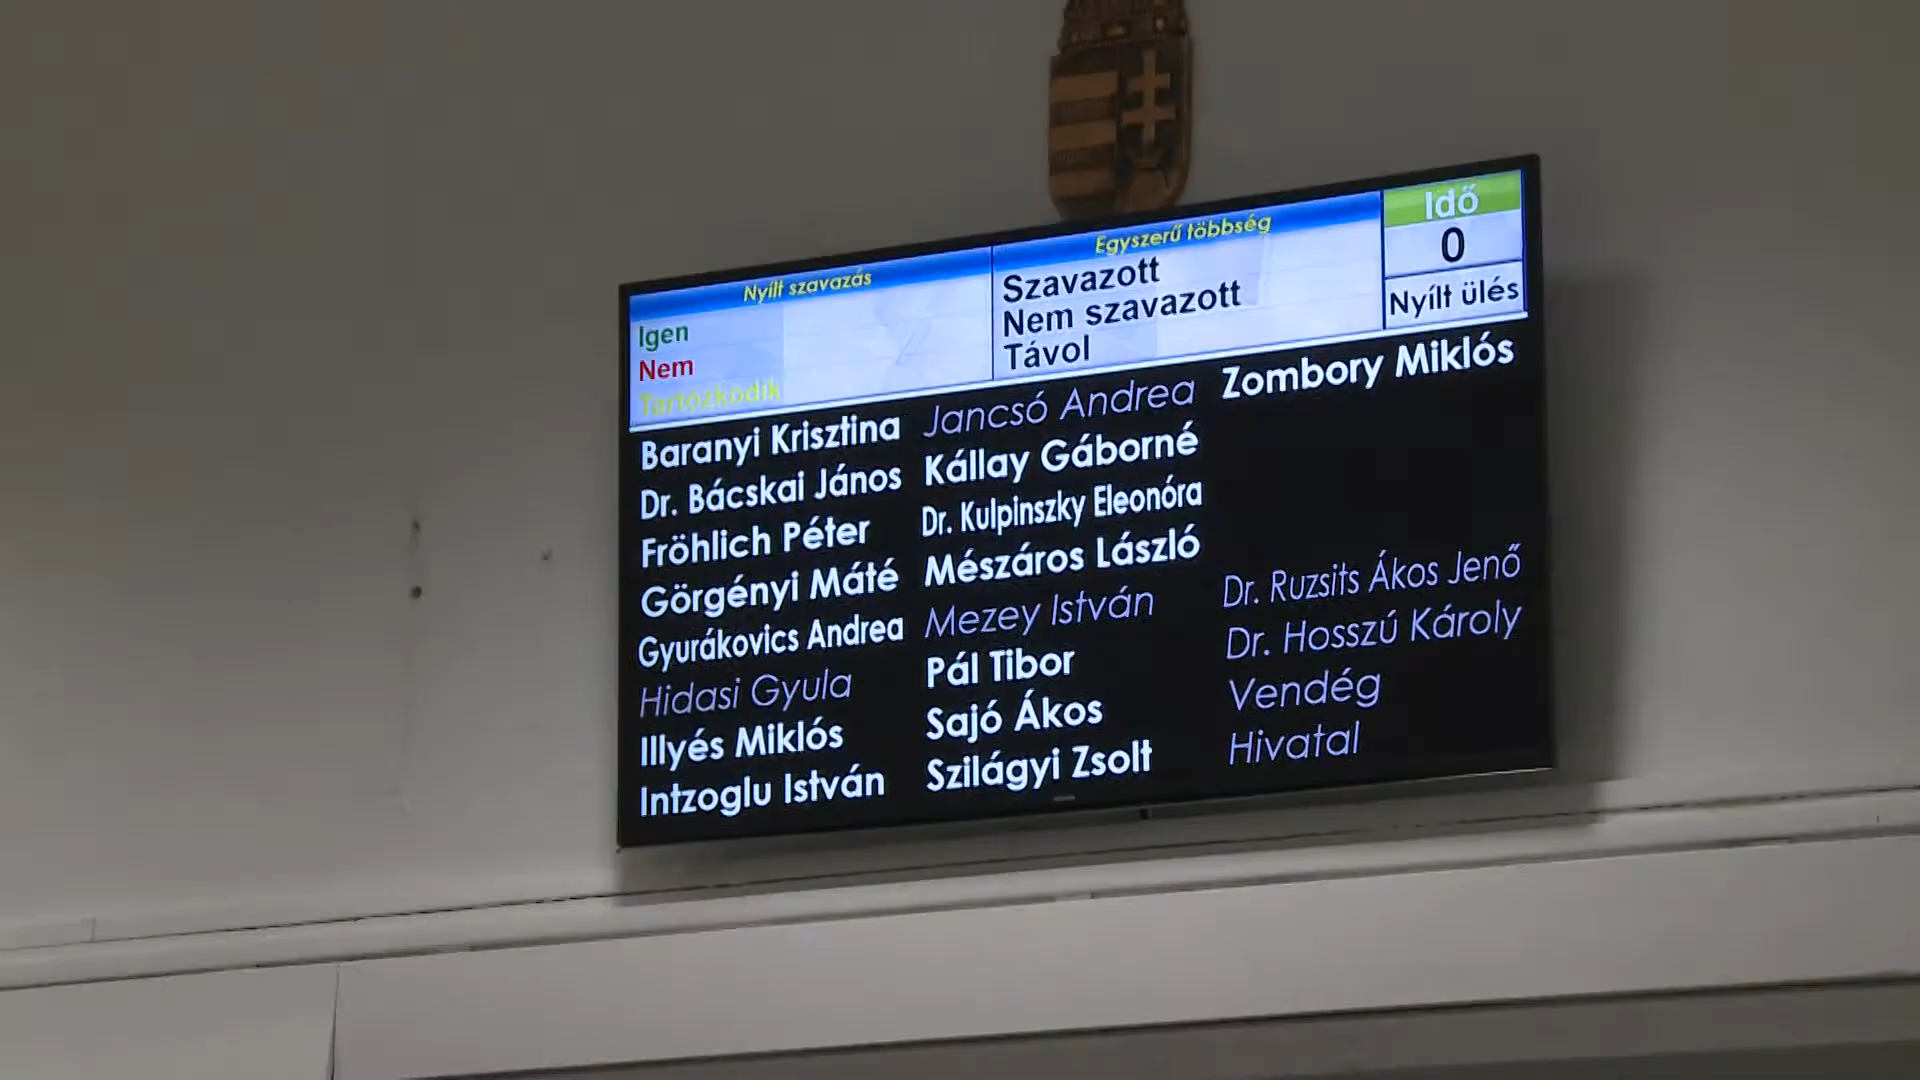 Nyílt szavazás
Igen
Nem
Tartózkodik
Egyszerű többség
Szavazott
Nem szavazott
Távol
Idő
0
Nyílt ülés
Baranyi Krisztina
Dr. Bácskai János
Fröhlich Péter
Görgényi Máté
Gyurákovics Andrea
Hidasi Gyula
Illyés Miklós
Intzoglu István
Jancsó Andrea
Kállay Gáborné
Dr. Kulpinszky Eleonóra
Mészáros László
Mezey István
Pál Tibor
Sajó Ákos
Szilágyi Zsolt
Zombory Miklós
Dr. Ruzsits Ákos Jenő
Dr. Hosszú Károly
Vendég
Hivatal